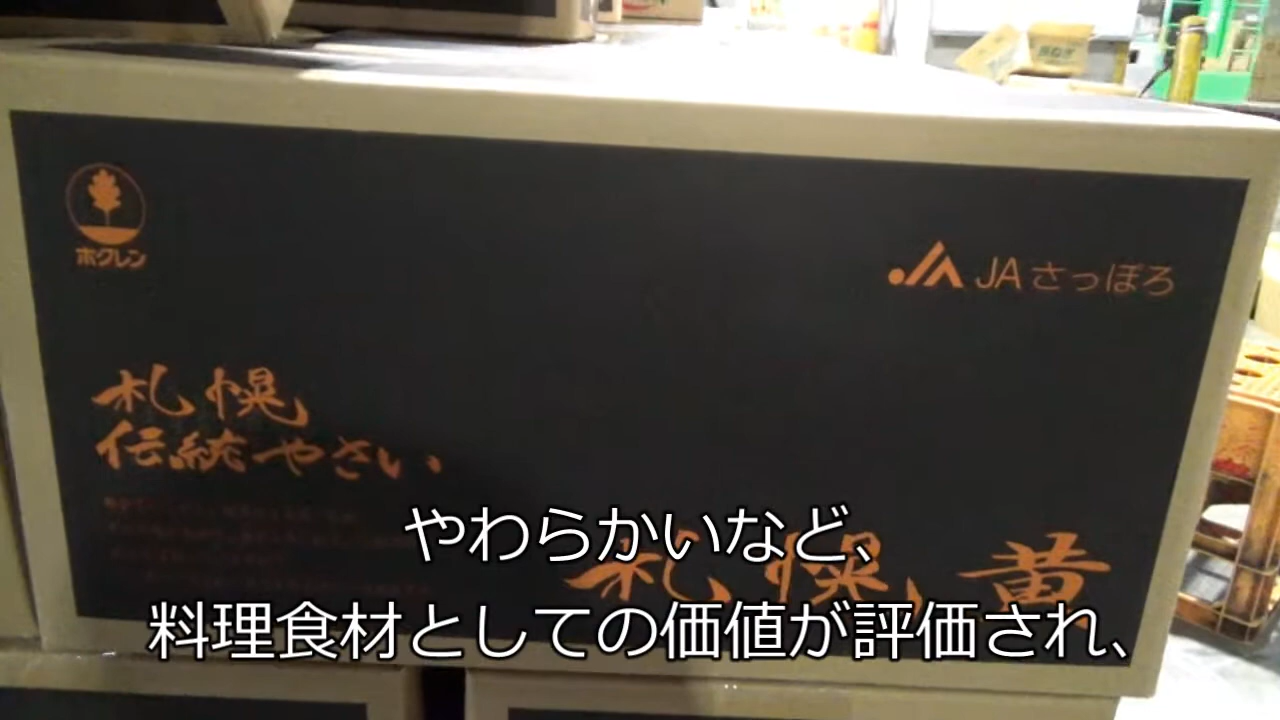 ホクレン
JAさっぽろ
札幌
伝統やさい
札幌黄
やわらかいなど、
料理食材としての価値が評価され、